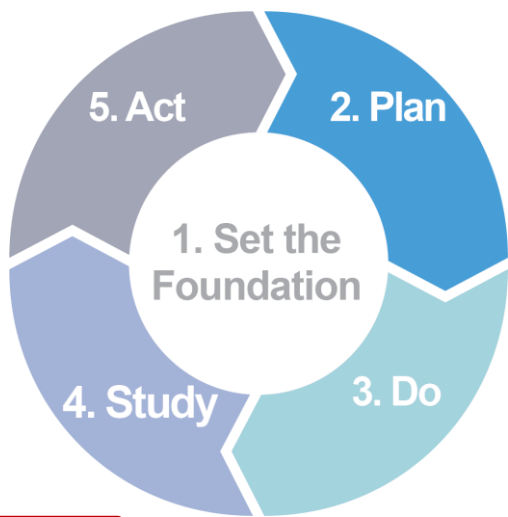 1. Set the
Foundation
2. Plan
3. Do
4. Study
5. Act